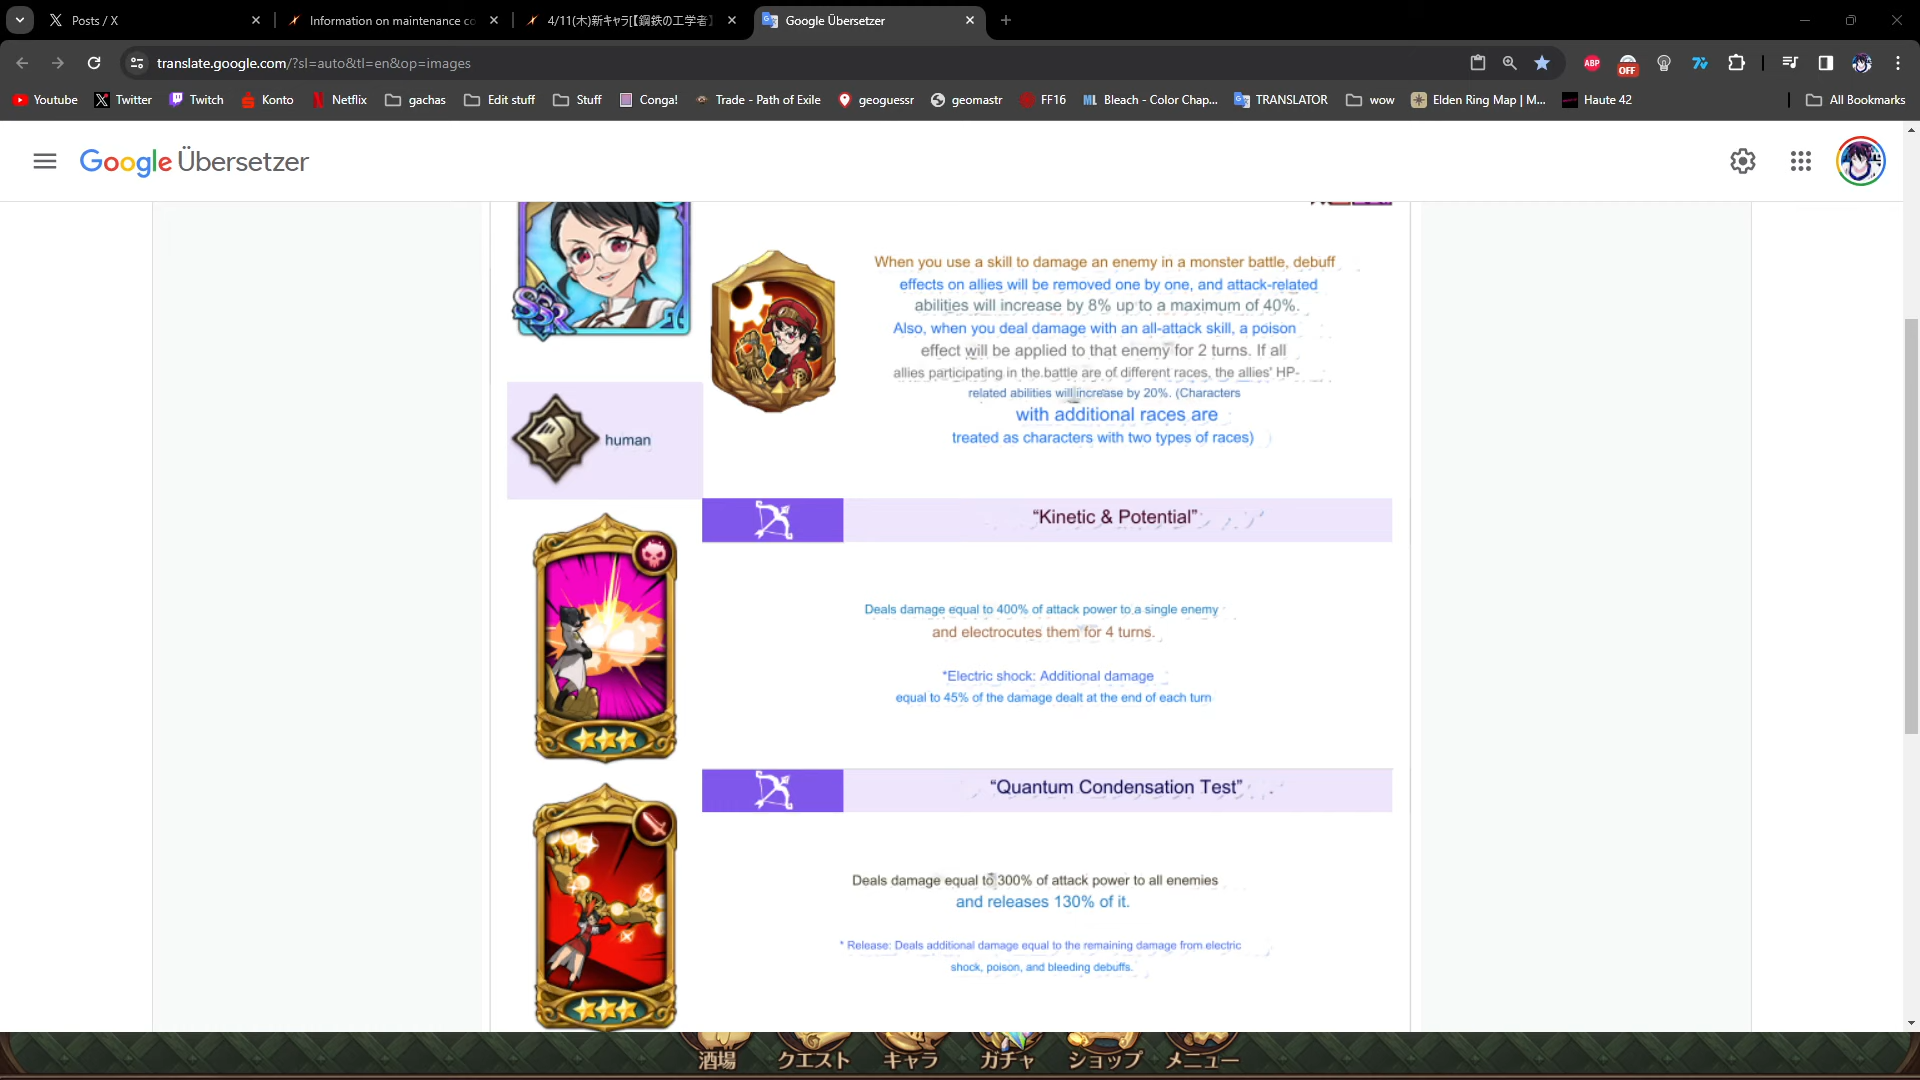 Posts / X
Information on maintenance co
4/11(木)新キャラ[【鋼鉄の工学者】
Google Übersetzer
translate.google.com/?sl=auto&tl=en&op=images
ABP
OFF
Youtube
Twitter
Twitch
Konto
Netflix
gachas
Edit stuff
Stuff
Conga!
Trade - Path of Exile
geoguessr
geomastr
FF16
ML
Bleach - Color Chap...
TRANSLATOR
wow
Elden Ring Map | M...
Haute 42
All Bookmarks
Google Übersetzer
SSR
When you use a skill to damage an enemy in a monster battle, debuff
effects on allies will be removed one by one, and attack-related
abilities will increase by 8% up to a maximum of 40%.
Also, when you deal damage with an all-attack skill, a poison
effect will be applied to that enemy for 2 turns. If all
allies participating in the battle are of different races, the allies' HP-
related abilities will increase by 20%. (Characters
with additional races are
treated as characters with two types of races)
human
“Kinetic & Potential”
Deals damage equal to 400% of attack power to a single enemy
and electrocutes them for 4 turns.
*Electric shock: Additional damage
equal to 45% of the damage dealt at the end of each turn
“Quantum Condensation Test”
Deals damage equal to 300% of attack power to all enemies
and releases 130% of it.
* Release: Deals additional damage equal to the remaining damage from electric
shock, poison, and bleeding debuffs.
酒場
クエスト
キャラ
ガチャ
ショップ
メニュー